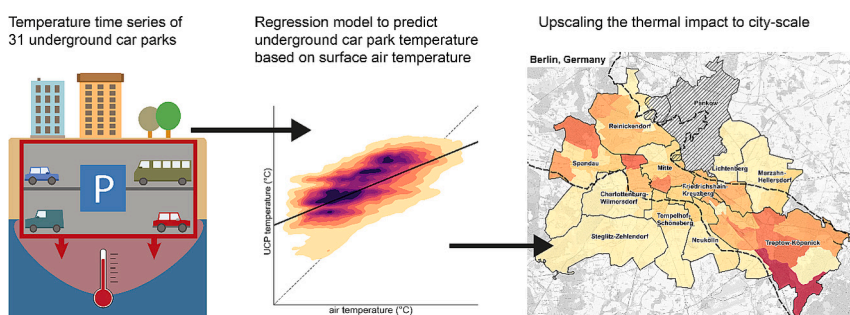 Temperature time series of
31 underground car parks
Regression model to predict
underground car park temperature
based on surface air temperature
Upscaling the thermal impact to city-scale
P
UCP temperature (°C)
air temperature (°C)
Berlin, Germany
Pankow
Reinickendorf
Spandau
Mitte
Lichtenberg
Marzahn-
Hellersdorf
Friedrichshain-
Kreuzberg
Charlottenburg-
Wilmersdorf
Tempelhof-
Schöneberg
Steglitz-Zehlendorf
Neukölln
Treptow-Köpenick